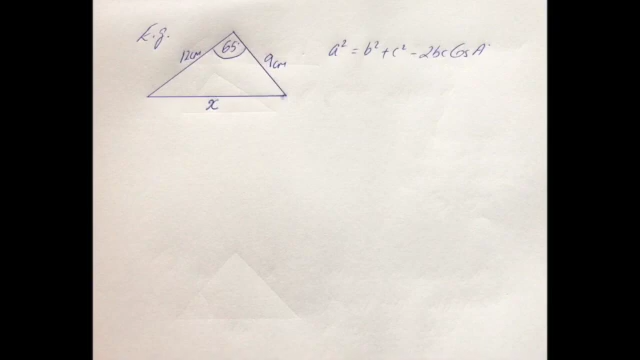 E.g.
12cm 65° 9cm
x
a² = b² + c² - 2bc Cos A°